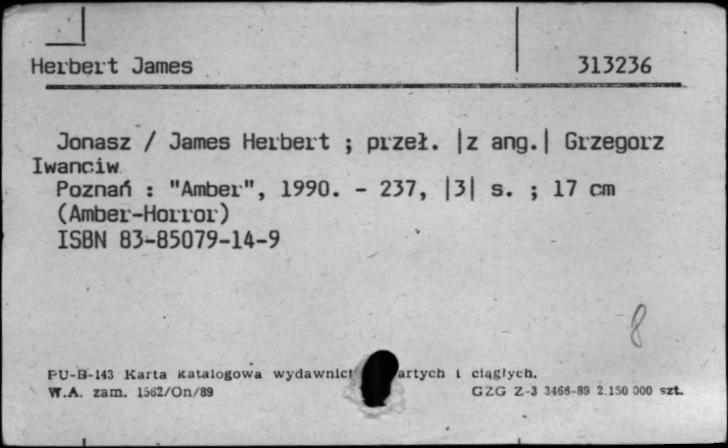 Herbert James 313236
Jonasz / James Herbert ; przeł. |z ang.| Grzegorz
Iwanciw
Poznań : "Amber", 1990. - 237, |3| s. ; 17 cm
(Amber-Horror)
ISBN 83-85079-14-9
8
PU-B-143 Karta katalogowa i ciągłych.
W.A. zam. 1562/On/89 GZG Z-3 3466-89 2.150 000 szt.